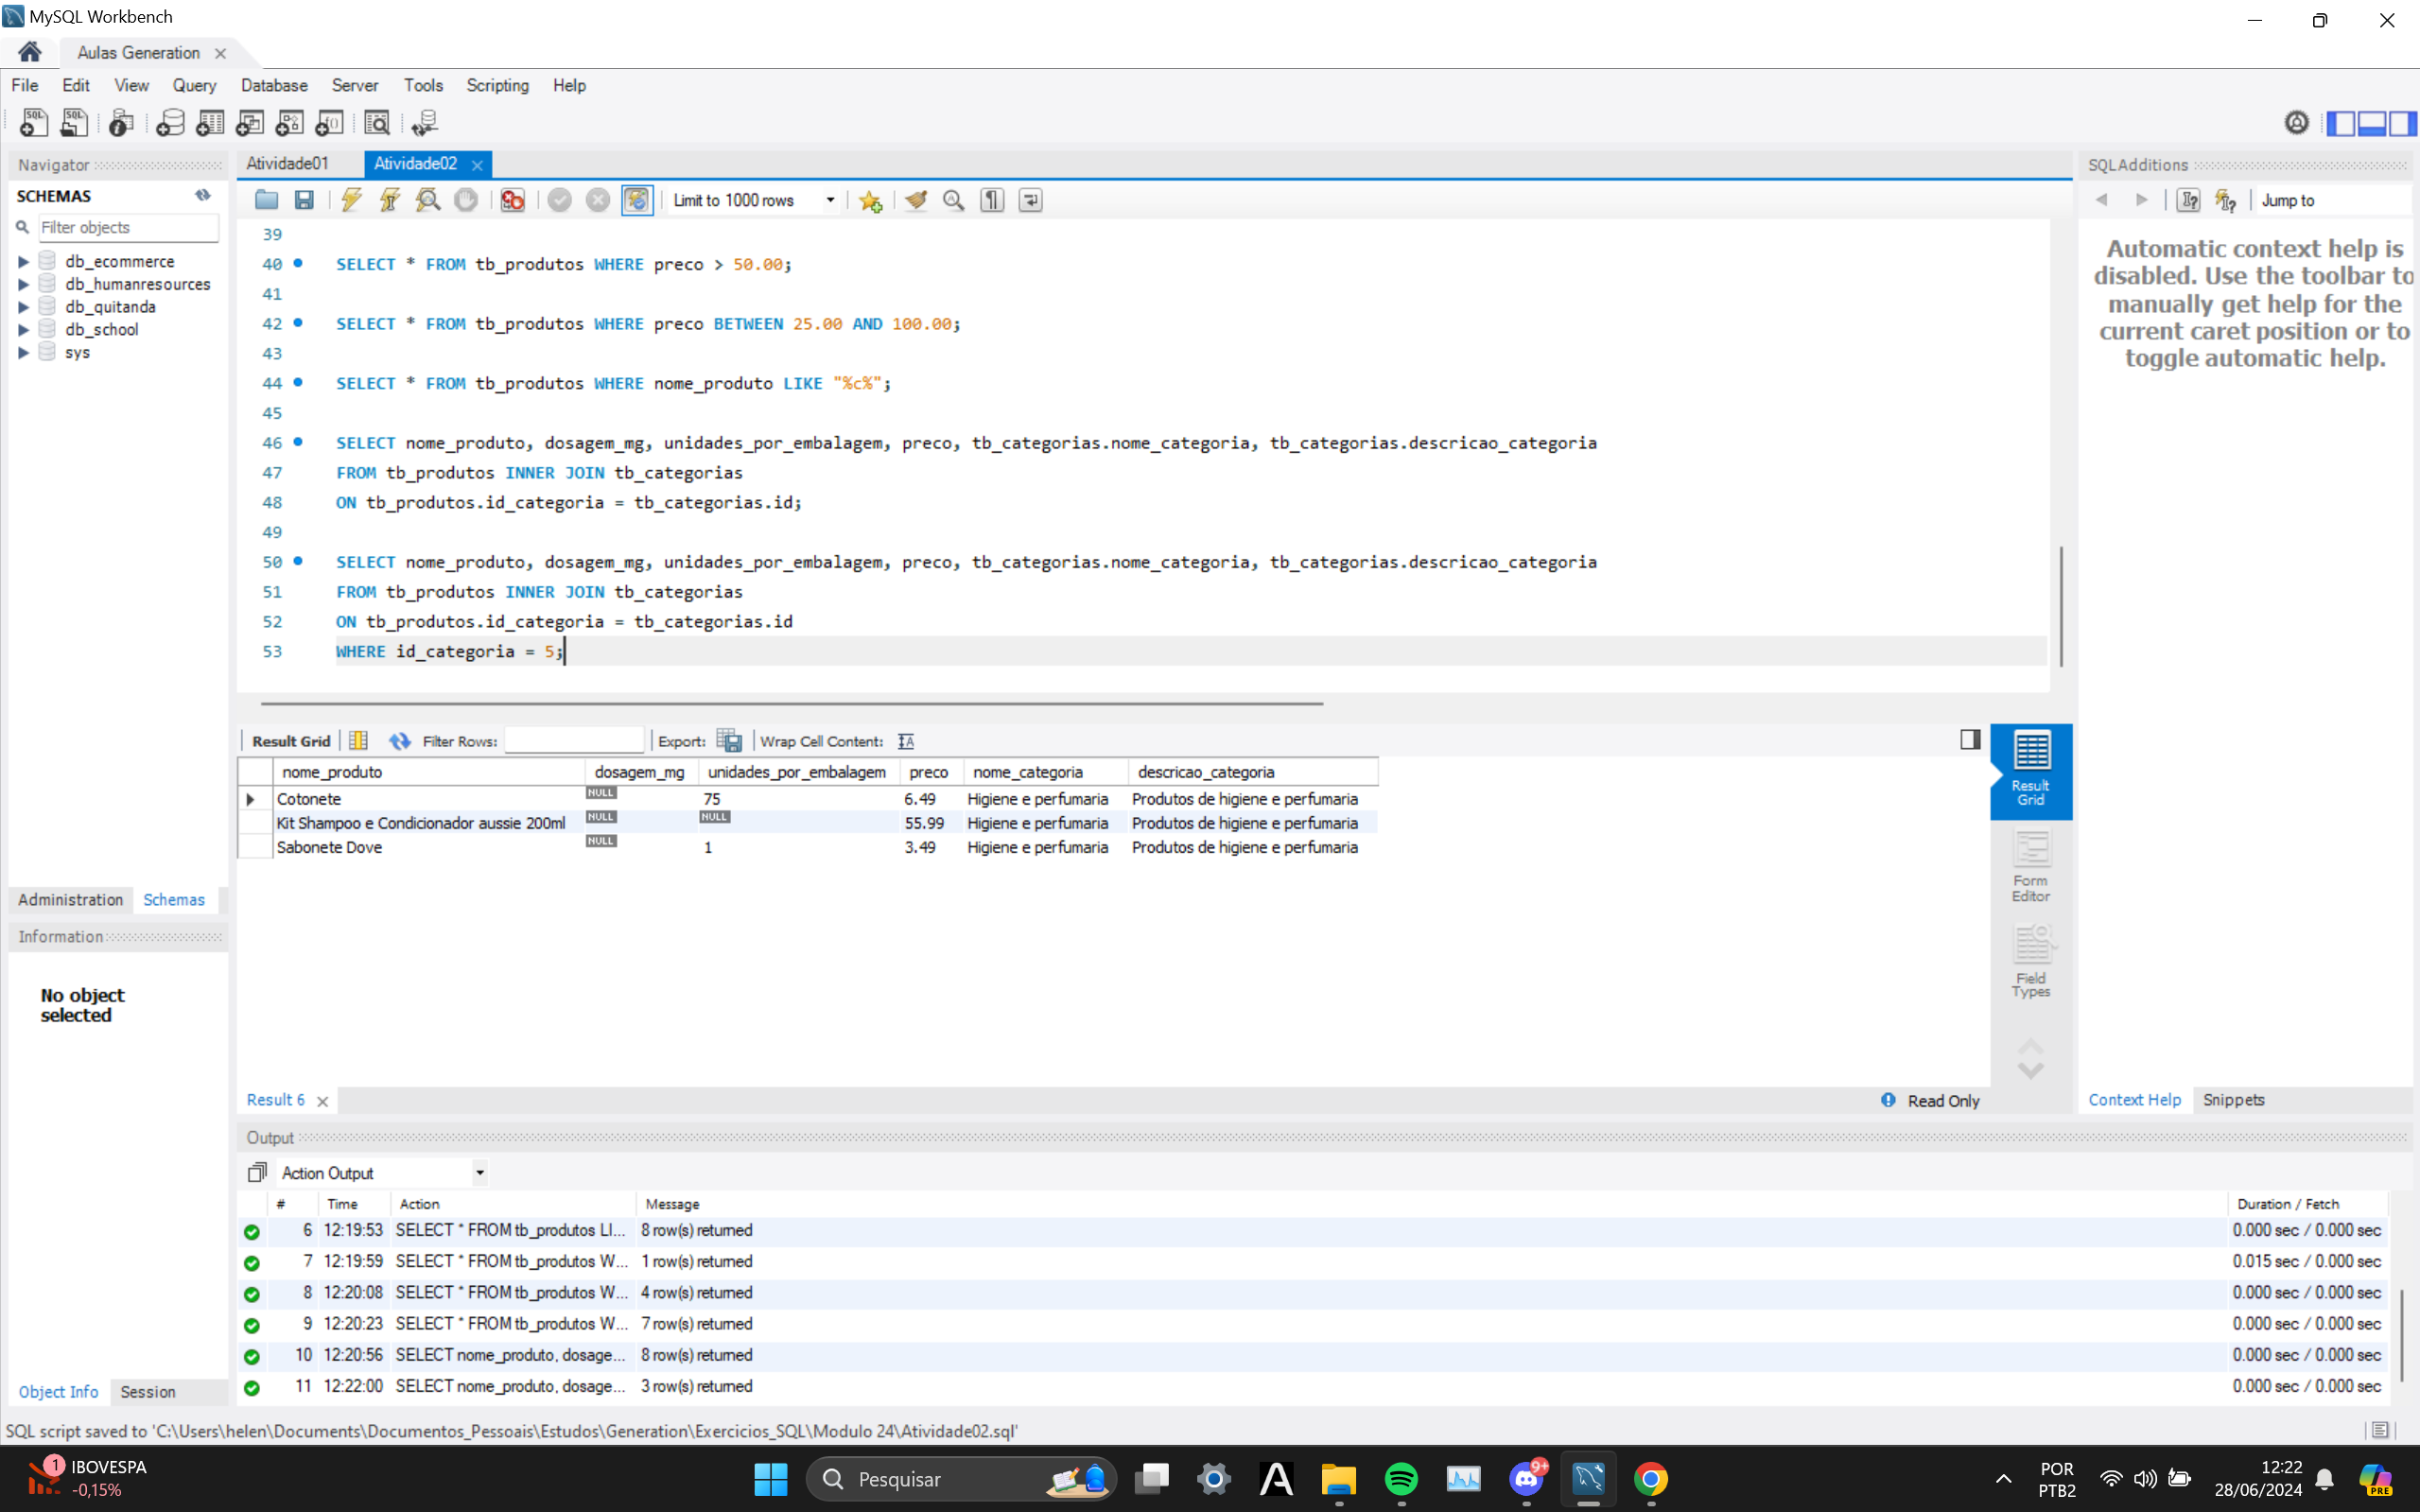 MySQL Workbench
Aulas Generation
File Edit View Query Database Server Tools Scripting Help
Navigator
SCHEMAS
Filter objects
db_ecommerce
db_humanresources
db_quitanda
db_school
sys
Administration Schemas
Information
No object
selected
Object Info Session
Atividade01 Atividade02
Limit to 1000 rows
39
40 SELECT * FROM tb_produtos WHERE preco > 50.00;
41
42 SELECT * FROM tb_produtos WHERE preco BETWEEN 25.00 AND 100.00;
43
44 SELECT * FROM tb_produtos WHERE nome_produto LIKE "%c%";
45
46 SELECT nome_produto, dosagem_mg, unidades_por_embalagem, preco, tb_categorias.nome_categoria, tb_categorias.descricao_categoria
47 FROM tb_produtos INNER JOIN tb_categorias
48 ON tb_produtos.id_categoria = tb_categorias.id;
49
50 SELECT nome_produto, dosagem_mg, unidades_por_embalagem, preco, tb_categorias.nome_categoria, tb_categorias.descricao_categoria
51 FROM tb_produtos INNER JOIN tb_categorias
52 ON tb_produtos.id_categoria = tb_categorias.id
53 WHERE id_categoria = 5;
Result Grid Filter Rows: Export: Wrap Cell Content:
nome_produto dosagem_mg unidades_por_embalagem preco nome_categoria descricao_categoria
Cotonete NULL 75 6.49 Higiene e perfumaria Produtos de higiene e perfumaria
Kit Shampoo e Condicionador aussie 200ml NULL NULL 55.99 Higiene e perfumaria Produtos de higiene e perfumaria
Sabonete Dove NULL 1 3.49 Higiene e perfumaria Produtos de higiene e perfumaria
Result
Grid
Form
Editor
Field
Types
Result 6 Read Only
SQLAdditions
Jump to
Automatic context help is
disabled. Use the toolbar to
manually get help for the
current caret position or to
toggle automatic help.
Context Help Snippets
Output
Action Output
# Time Action Message Duration / Fetch
6 12:19:53 SELECT * FROM tb_produtos LI... 8 row(s) returned 0.000 sec / 0.000 sec
7 12:19:59 SELECT * FROM tb_produtos W... 1 row(s) returned 0.015 sec / 0.000 sec
8 12:20:08 SELECT * FROM tb_produtos W... 4 row(s) returned 0.000 sec / 0.000 sec
9 12:20:23 SELECT * FROM tb_produtos W... 7 row(s) returned 0.000 sec / 0.000 sec
10 12:20:56 SELECT nome_produto, dosage... 8 row(s) returned 0.000 sec / 0.000 sec
11 12:22:00 SELECT nome_produto, dosage... 3 row(s) returned 0.000 sec / 0.000 sec
SQL script saved to 'C:\Users\helen\Documents\Documentos_Pessoais\Estudos\Generation\Exercicios_SQL\Modulo 24\Atividade02.sql'
1 IBOVESPA
-0,15%
Pesquisar
9+
POR
PTB2
12:22
28/06/2024
PRE